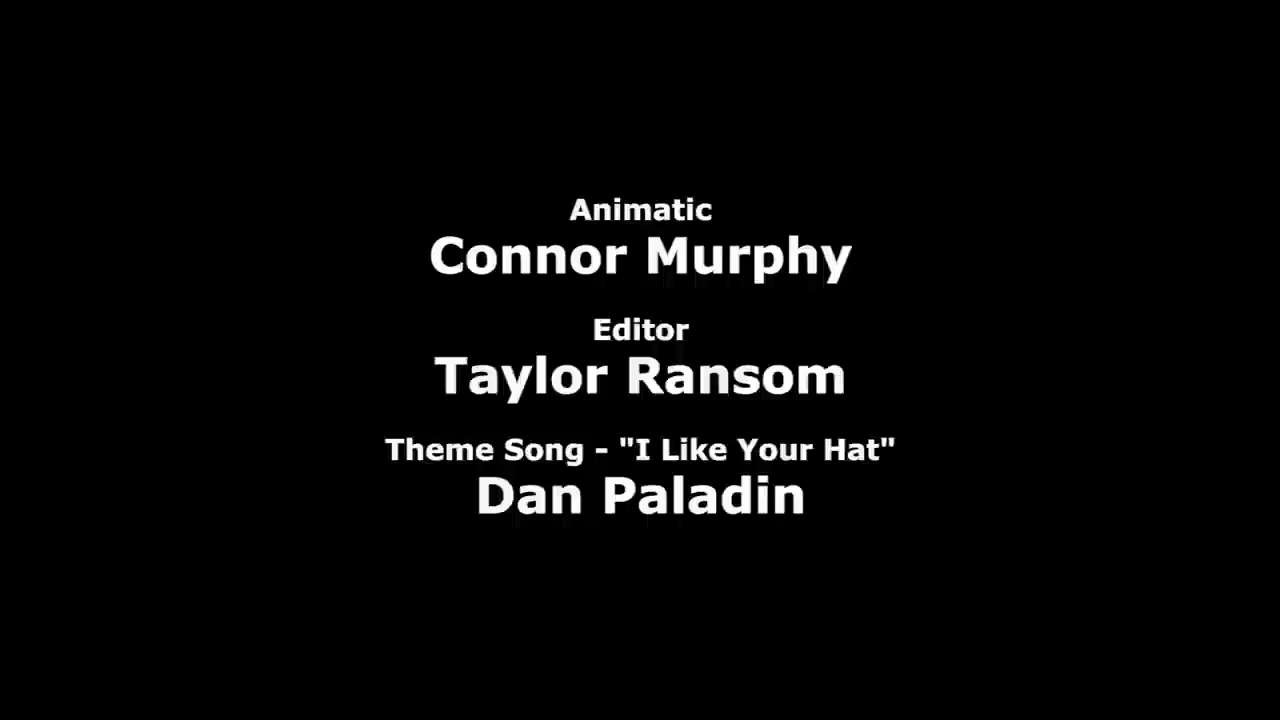 Animatic
Connor Murphy
Editor
Taylor Ransom
Theme Song - "I Like Your Hat"
Dan Paladin